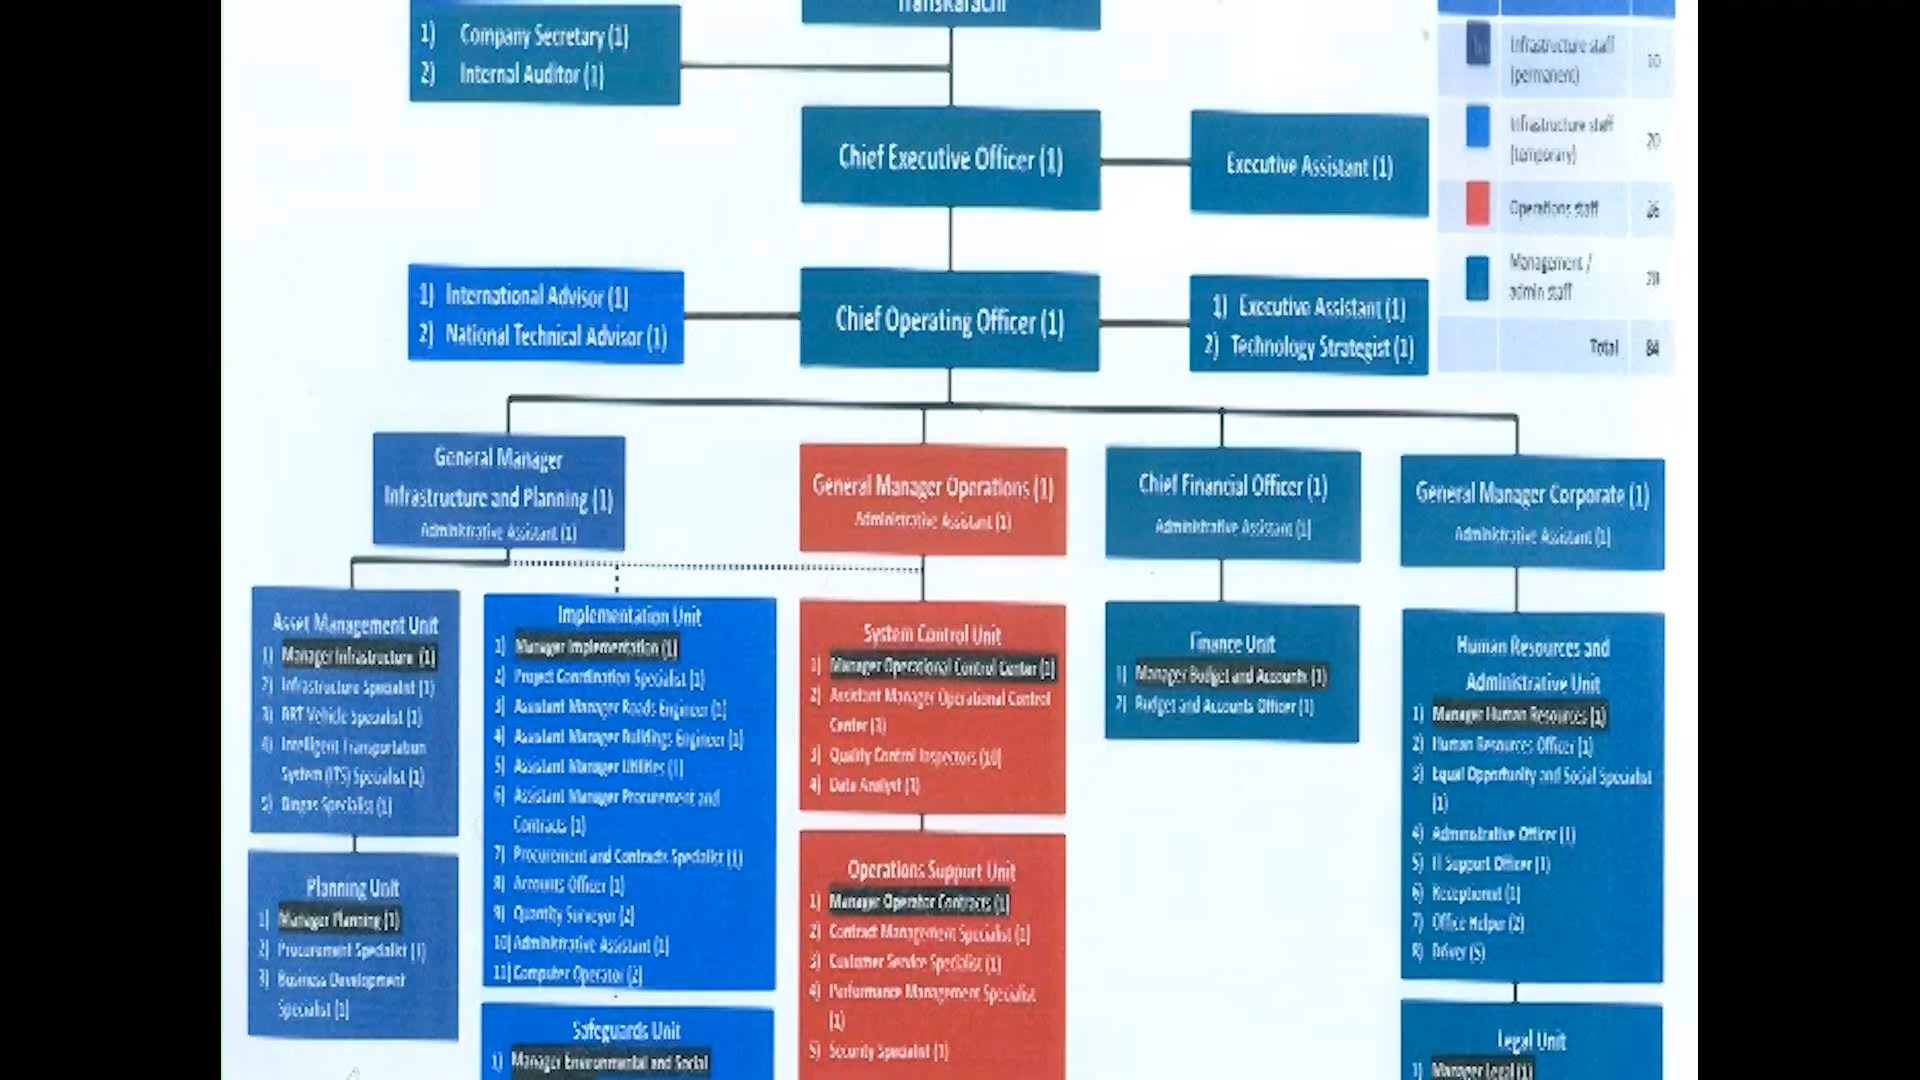 TransKarachi
1) Company Secretary (1)
2) Internal Auditor (1)
Chief Executive Officer (1)
Executive Assistant (1)
1) International Advisor (1)
2) National Technical Advisor (1)
Chief Operating Officer (1)
1) Executive Assistant (1)
2) Technology Strategist (1)
Infrastructure staff
(permanent)
10
Infrastructure staff
(temporary)
20
Operations staff
26
Management /
admin staff
28
Total 84
General Manager
Infrastructure and Planning (1)
Administrative Assistant (1)
General Manager Operations (1)
Administrative Assistant (1)
Chief Financial Officer (1)
Administrative Assistant (1)
General Manager Corporate (1)
Administrative Assistant (1)
Asset Management Unit
1) Manager Infrastructure (1)
2) Infrastructure Specialist (1)
3) BRT Vehicle Specialist (1)
4) Intelligent Transportation
System (ITS) Specialist (1)
5) Biogas Specialist (1)
Planning Unit
1) Manager Planning (1)
2) Procurement Specialist (1)
3) Business Development
Specialist (1)
Implementation Unit
1) Manager Implementation (1)
2) Project Coordination Specialist (1)
3) Assistant Manager Roads Engineer (1)
4) Assistant Manager Buildings Engineer (1)
5) Assistant Manager Utilities (1)
6) Assistant Manager Procurement and
Contracts (1)
7) Procurement and Contracts Specialist (1)
8) Accounts Officer (1)
9) Quantity Surveyor (2)
10) Administrative Assistant (1)
11) Computer Operator (2)
Safeguards Unit
1) Manager Environmental and Social
System Control Unit
1) Manager Operational Control Center (1)
2) Assistant Manager Operational Control
Center (3)
3) Quality Control Inspectors (10)
4) Data Analyst (1)
Operations Support Unit
1) Manager Operator Contracts (1)
2) Contract Management Specialist (1)
3) Customer Service Specialist (1)
4) Performance Management Specialist
(1)
5) Security Specialist (1)
Finance Unit
1) Manager Budget and Accounts (1)
2) Budget and Accounts Officer (1)
Human Resources and
Administrative Unit
1) Manager Human Resources (1)
2) Human Resources Officer (1)
3) Equal Opportunity and Social Specialist
(1)
4) Administrative Officer (1)
5) IT Support Officer (1)
6) Receptionist (1)
7) Office Helper (2)
8) Driver (5)
Legal Unit
1) Manager Legal (1)